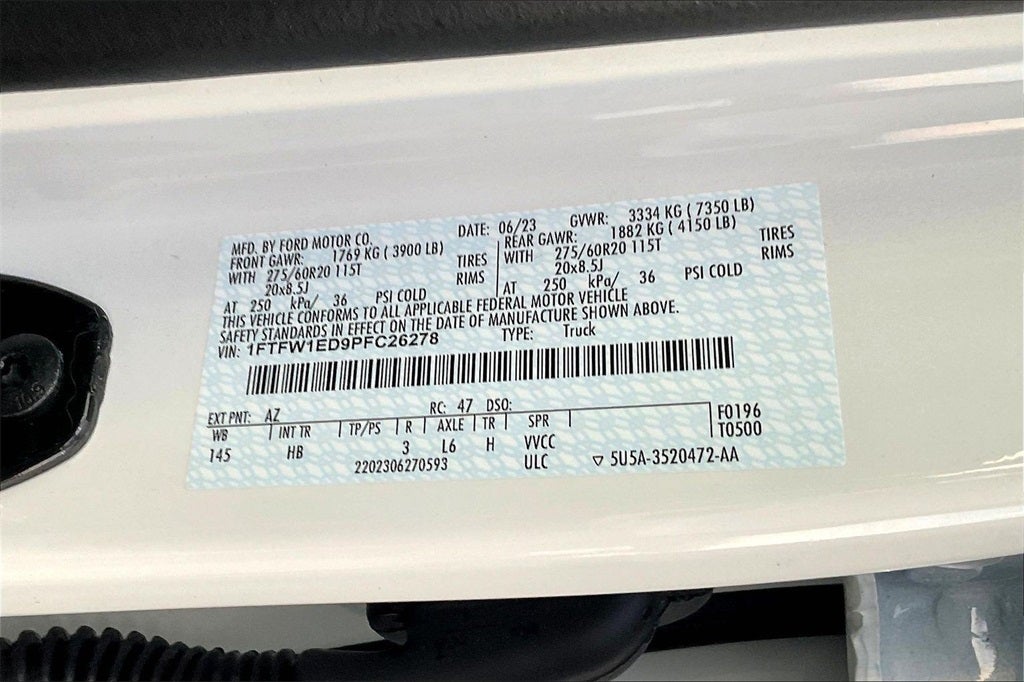 MFD. BY FORD MOTOR CO. DATE: 06/23 GVWR: 3334 KG ( 7350 LB)
FRONT GAWR: 1769 KG ( 3900 LB) REAR GAWR: 1882 KG ( 4150 LB)
WITH 275/60R20 115T TIRES WITH 275/60R20 115T TIRES
20x8.5J RIMS 20x8.5J RIMS
AT 250 kPa/ 36 PSI COLD AT 250 kPa/ 36 PSI COLD
THIS VEHICLE CONFORMS TO ALL APPLICABLE FEDERAL MOTOR VEHICLE
SAFETY STANDARDS IN EFFECT ON THE DATE OF MANUFACTURE SHOWN ABOVE.
VIN: 1FTFW1ED9PFC26278 TYPE: Truck
EXT PNT: AZ RC: 47 DSO:
WB INT TR TP/PS R AXLE TR SPR F0196
145 HB 3 L6 H VVCC T0500
2202306270593 ULC ▽ 5U5A-3520472-AA